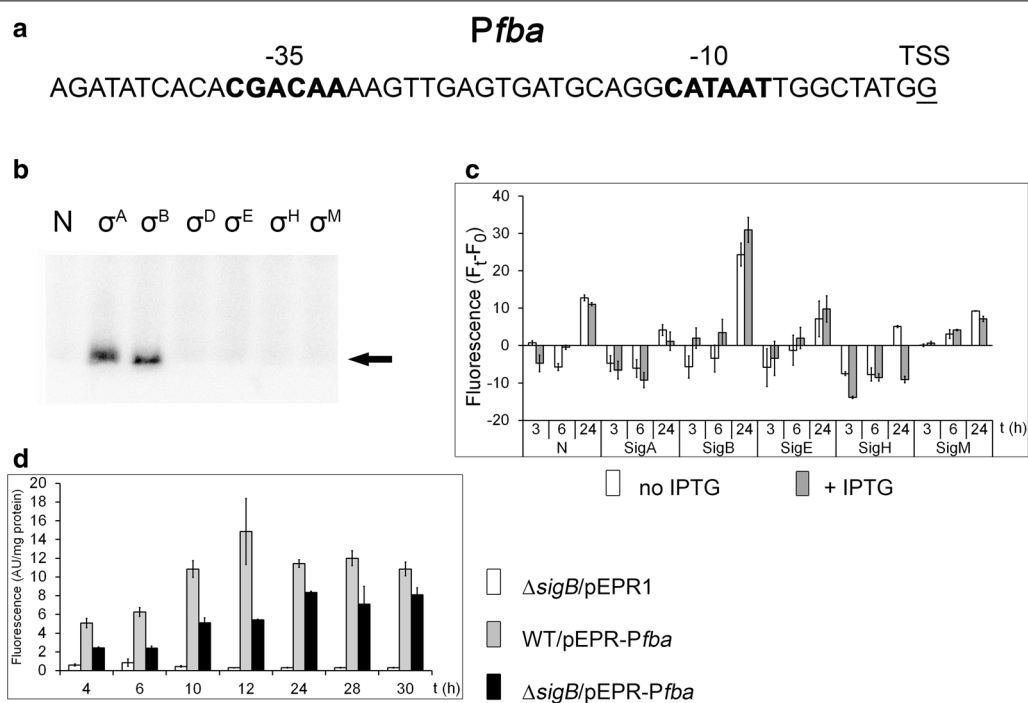 a
Pfba
-35 -10 TSS
AGATATCACACGACAAAAGTTGAGTGATGCAGGCATAATTGGCTATGG
b
N σA σB σD σE σH σM
c
Fluorescence (Ft-F0)
40
30
20
10
0
-10
-20
3 6 24 3 6 24 3 6 24 3 6 24 3 6 24 3 6 24 t (h)
N SigA SigB SigE SigH SigM
no IPTG + IPTG
d
Fluorescence (AU/mg protein)
20
18
16
14
12
10
8
6
4
2
0
4 6 10 12 24 28 30 t (h)
ΔsigB/pEPR1
WT/pEPR-Pfba
ΔsigB/pEPR-Pfba